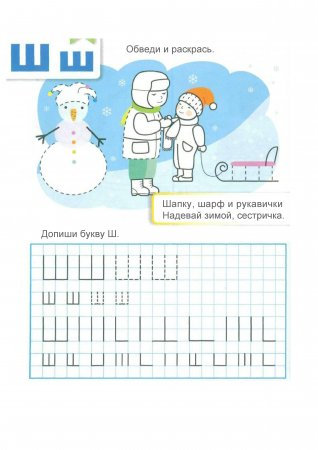 Ш ш
Обведи и раскрась.
Шапку, шарф и рукавички
Надевай зимой, сестричка.
Допиши букву Ш.
Ш Ш Ш Ш
ш ш ш ш